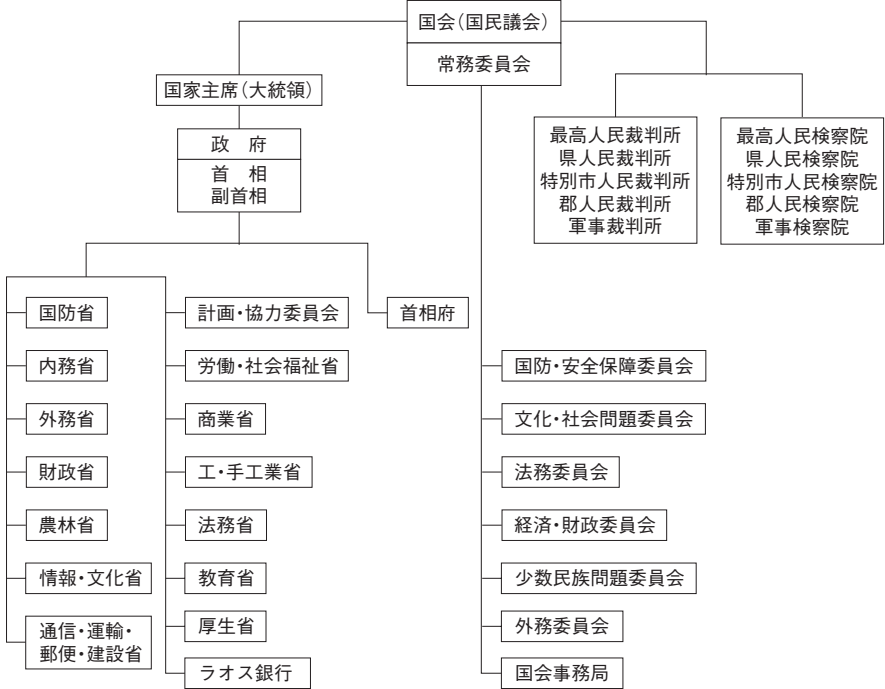 国会（国民議会）
常務委員会
国家主席（大統領）
政　府
首　相
副首相
最高人民裁判所
県人民裁判所
特別市人民裁判所
郡人民裁判所
軍事裁判所
最高人民検察院
県人民検察院
特別市人民検察院
郡人民検察院
軍事検察院
国防省
内務省
外務省
財政省
農林省
情報・文化省
通信・運輸・
郵便・建設省
計画・協力委員会
労働・社会福祉省
商業省
工・手工業省
法務省
教育省
厚生省
ラオス銀行
首相府
国防・安全保障委員会
文化・社会問題委員会
法務委員会
経済・財政委員会
少数民族問題委員会
外務委員会
国会事務局